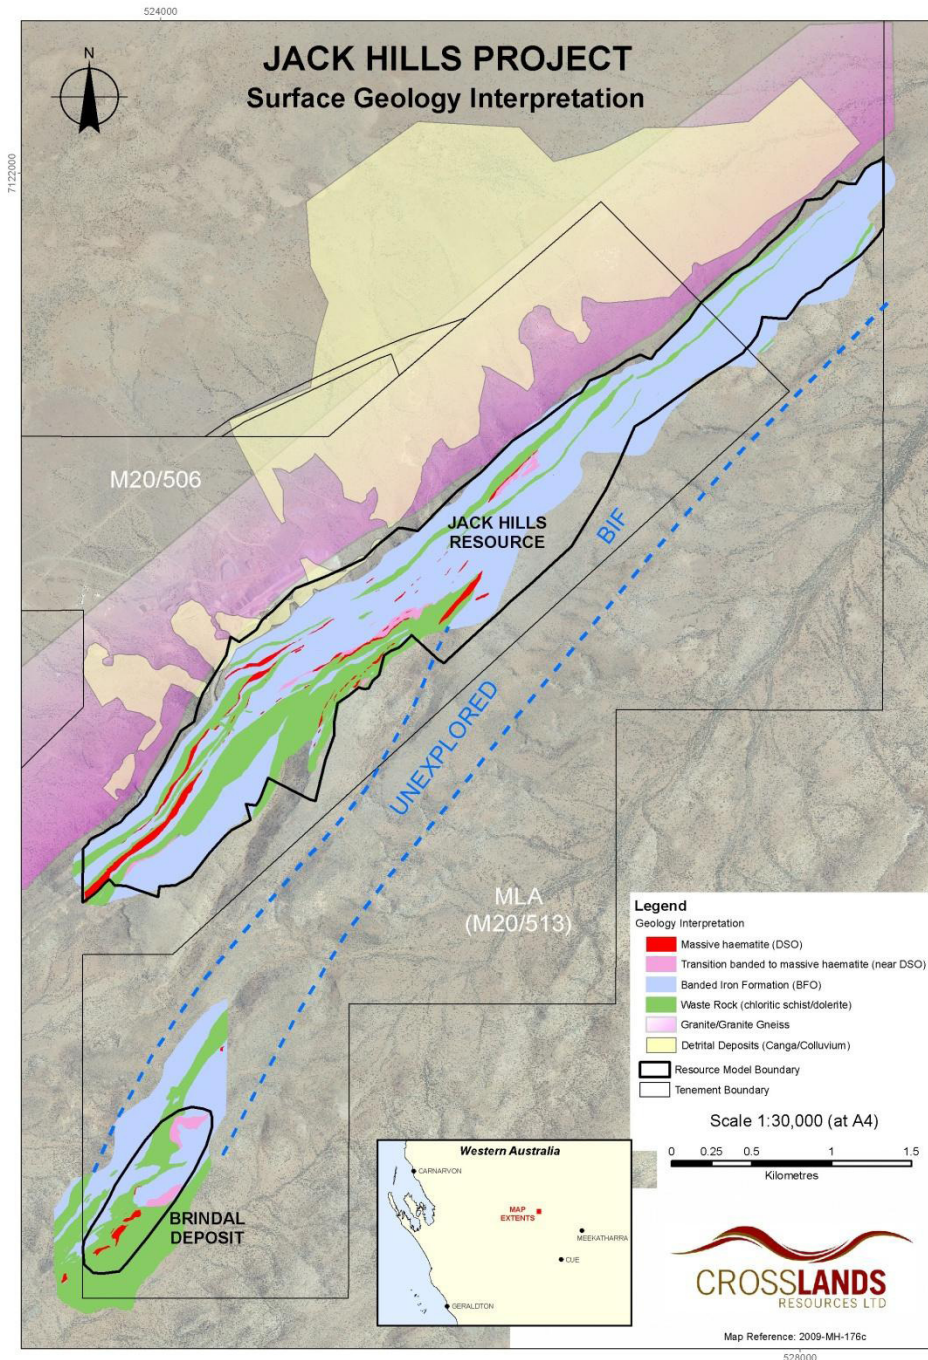 524000
JACK HILLS PROJECT
Surface Geology Interpretation
N
7122000
M20/506
JACK HILLS
RESOURCE
BIF
UNEXPLORED
MLA
(M20/513)
BRINDAL
DEPOSIT
Legend
Geology Interpretation
Massive haematite (DSO)
Transition banded to massive haematite (near DSO)
Banded Iron Formation (BFO)
Waste Rock (chloritic schist/dolerite)
Granite/Granite Gneiss
Detrital Deposits (Canga/Colluvium)
Resource Model Boundary
Tenement Boundary
Scale 1:30,000 (at A4)
0 0.25 0.5 1 1.5
Kilometres
Western Australia
CARNARVON
MAP
EXTENTS
MEEKATHARRA
CUE
GERALDTON
CROSSLANDS
RESOURCES LTD
Map Reference: 2009-MH-176c
528000